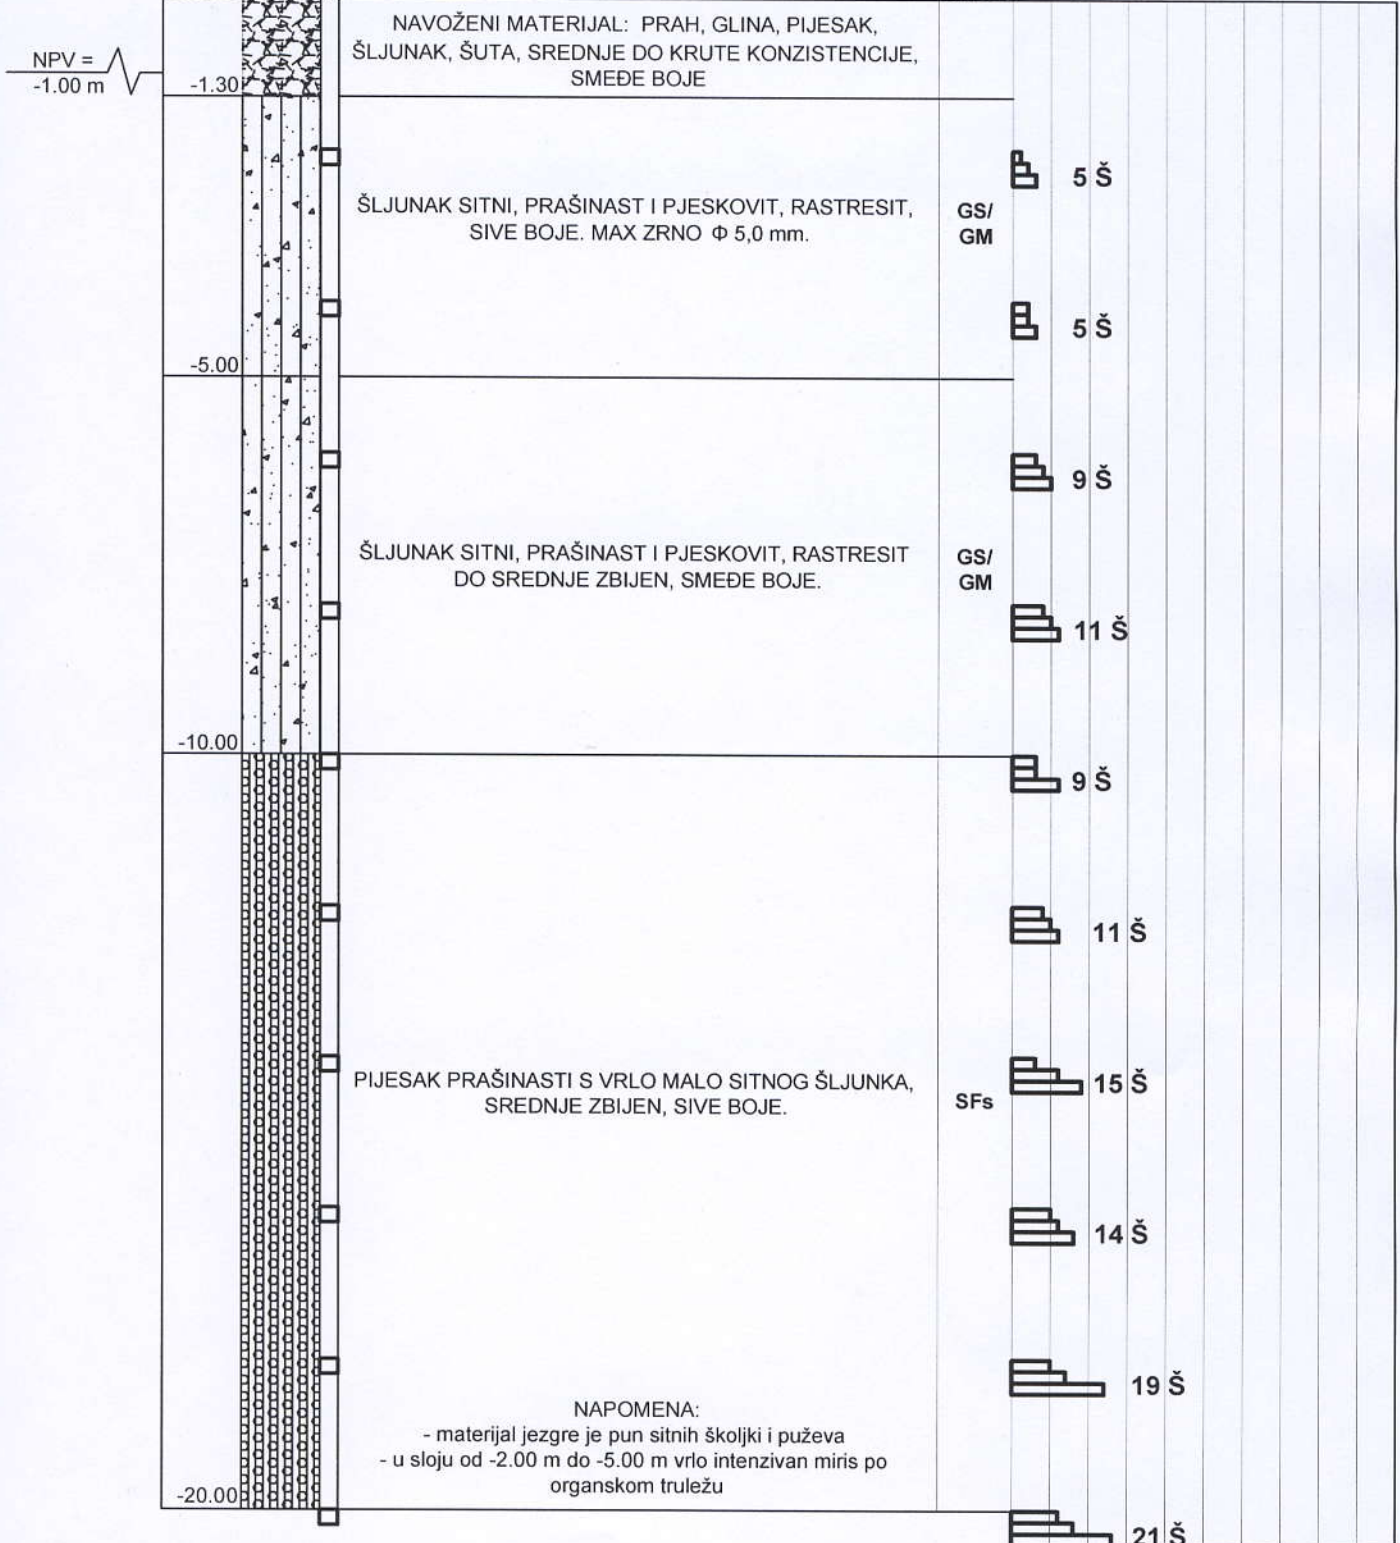 NAVOŽENI MATERIJAL: PRAH, GLINA, PIJESAK,
ŠLJUNAK, ŠUTA, SREDNJE DO KRUTE KONZISTENCIJE,
SMEĐE BOJE
NPV =
-1.00 m
-1.30
5 Š
ŠLJUNAK SITNI, PRAŠINAST I PJESKOVIT, RASTRESIT,
SIVE BOJE. MAX ZRNO Φ 5,0 mm.
GS/
GM
5 Š
-5.00
9 Š
ŠLJUNAK SITNI, PRAŠINAST I PJESKOVIT, RASTRESIT
DO SREDNJE ZBIJEN, SMEĐE BOJE.
GS/
GM
11 Š
-10.00
9 Š
11 Š
PIJESAK PRAŠINASTI S VRLO MALO SITNOG ŠLJUNKA,
SREDNJE ZBIJEN, SIVE BOJE.
SFs
15 Š
14 Š
19 Š
NAPOMENA:
- materijal jezgre je pun sitnih školjki i puževa
- u sloju od -2.00 m do -5.00 m vrlo intenzivan miris po
organskom truležu
-20.00
21 Š